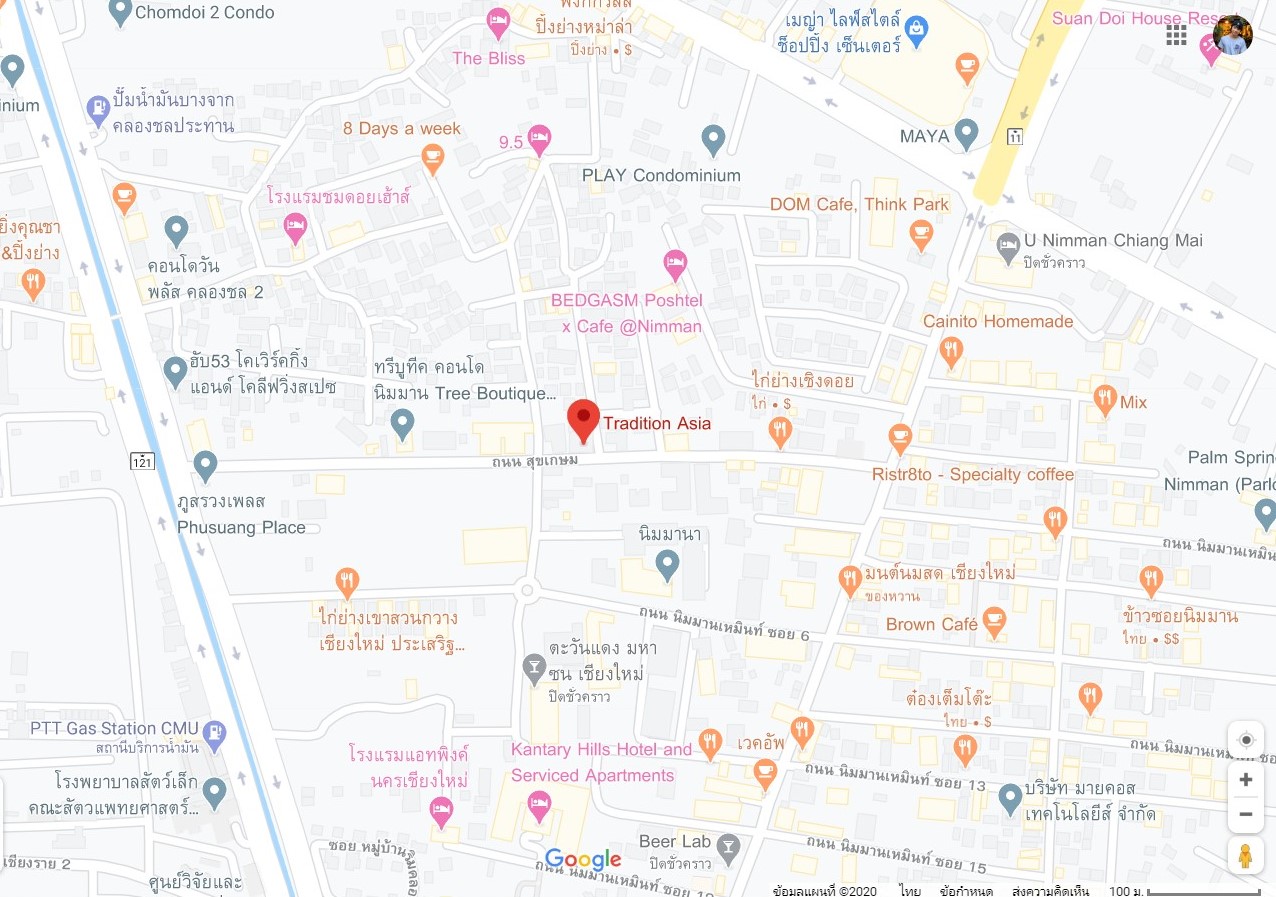 Chomdoi 2 Condo
ปิ้งย่างหม่าล่า
ปิ้งย่าง • $
The Bliss
เมญ่า ไลฟ์สไตล์
ช็อปปิ้ง เซ็นเตอร์
Suan Doi House Res
inium
ปั๊มน้ำมันบางจาก
คลองชลประทาน
8 Days a week
9.5
MAYA
11
PLAY Condominium
โรงแรมชมดอยเฮ้าส์
DOM Cafe, Think Park
ยิ่งคุณชา
&ปิ้งย่าง
U Nimman Chiang Mai
ปิดชั่วคราว
คอนโดวัน
พลัส คลองชล 2
BEDGASM Poshtel
x Cafe @Nimman
Cainito Homemade
ฮับ53 โคเวิร์คกิ้ง
แอนด์ โคลีฟวิ่งสเปซ
ทรีบูทีค คอนโด
นิมมาน Tree Boutique...
ไก่ย่างเชิงดอย
ไก่ • $
Mix
Tradition Asia
121
ถนน สุขเกษม
Ristr8to - Specialty coffee
Palm Sprin
Nimman (Parlo
ภูสรวงเพลส
Phusuang Place
นิมมานา
ถนน นิมมานเหมิน
มนต์นมสด เชียงใหม่
ของหวาน
ไก่ย่างเขาสวนกวาง
เชียงใหม่ ประเสริฐ...
ถนน นิมมานเหมินท์ ซอย 6
Brown Café
ข้าวซอยนิมมาน
ไทย • $$
ตะวันแดง มหา
ซน เชียงใหม่
ปิดชั่วคราว
ต๋องเต็มโต๊ะ
ไทย • $
PTT Gas Station CMU
สถานีบริการน้ำมัน
โรงแรมแอทพิงค์
นครเชียงใหม่
Kantary Hills Hotel and
Serviced Apartments
เวคอัพ
ถนน นิมมานเหมิน
ถนน นิมมานเหมินท์ ซอย 13
โรงพยาบาลสัตว์เล็ก
คณะสัตวแพทยศาสตร์...
บริษัท มายคอส
เทคโนโลยีส์ จำกัด
Beer Lab
ปิดชั่วคราว
ถนน นิมมานเหมินท์ ซอย 15
ซอย หมู่บ้าน
เชียงราย 2
Google
ถนน นิมมานเหมินท์ ซอย
ศูนย์วิจัยและ
ข้อมูลแผนที่ ©2020 ไทย ข้อกำหนด ส่งความคิดเห็น 100 ม.